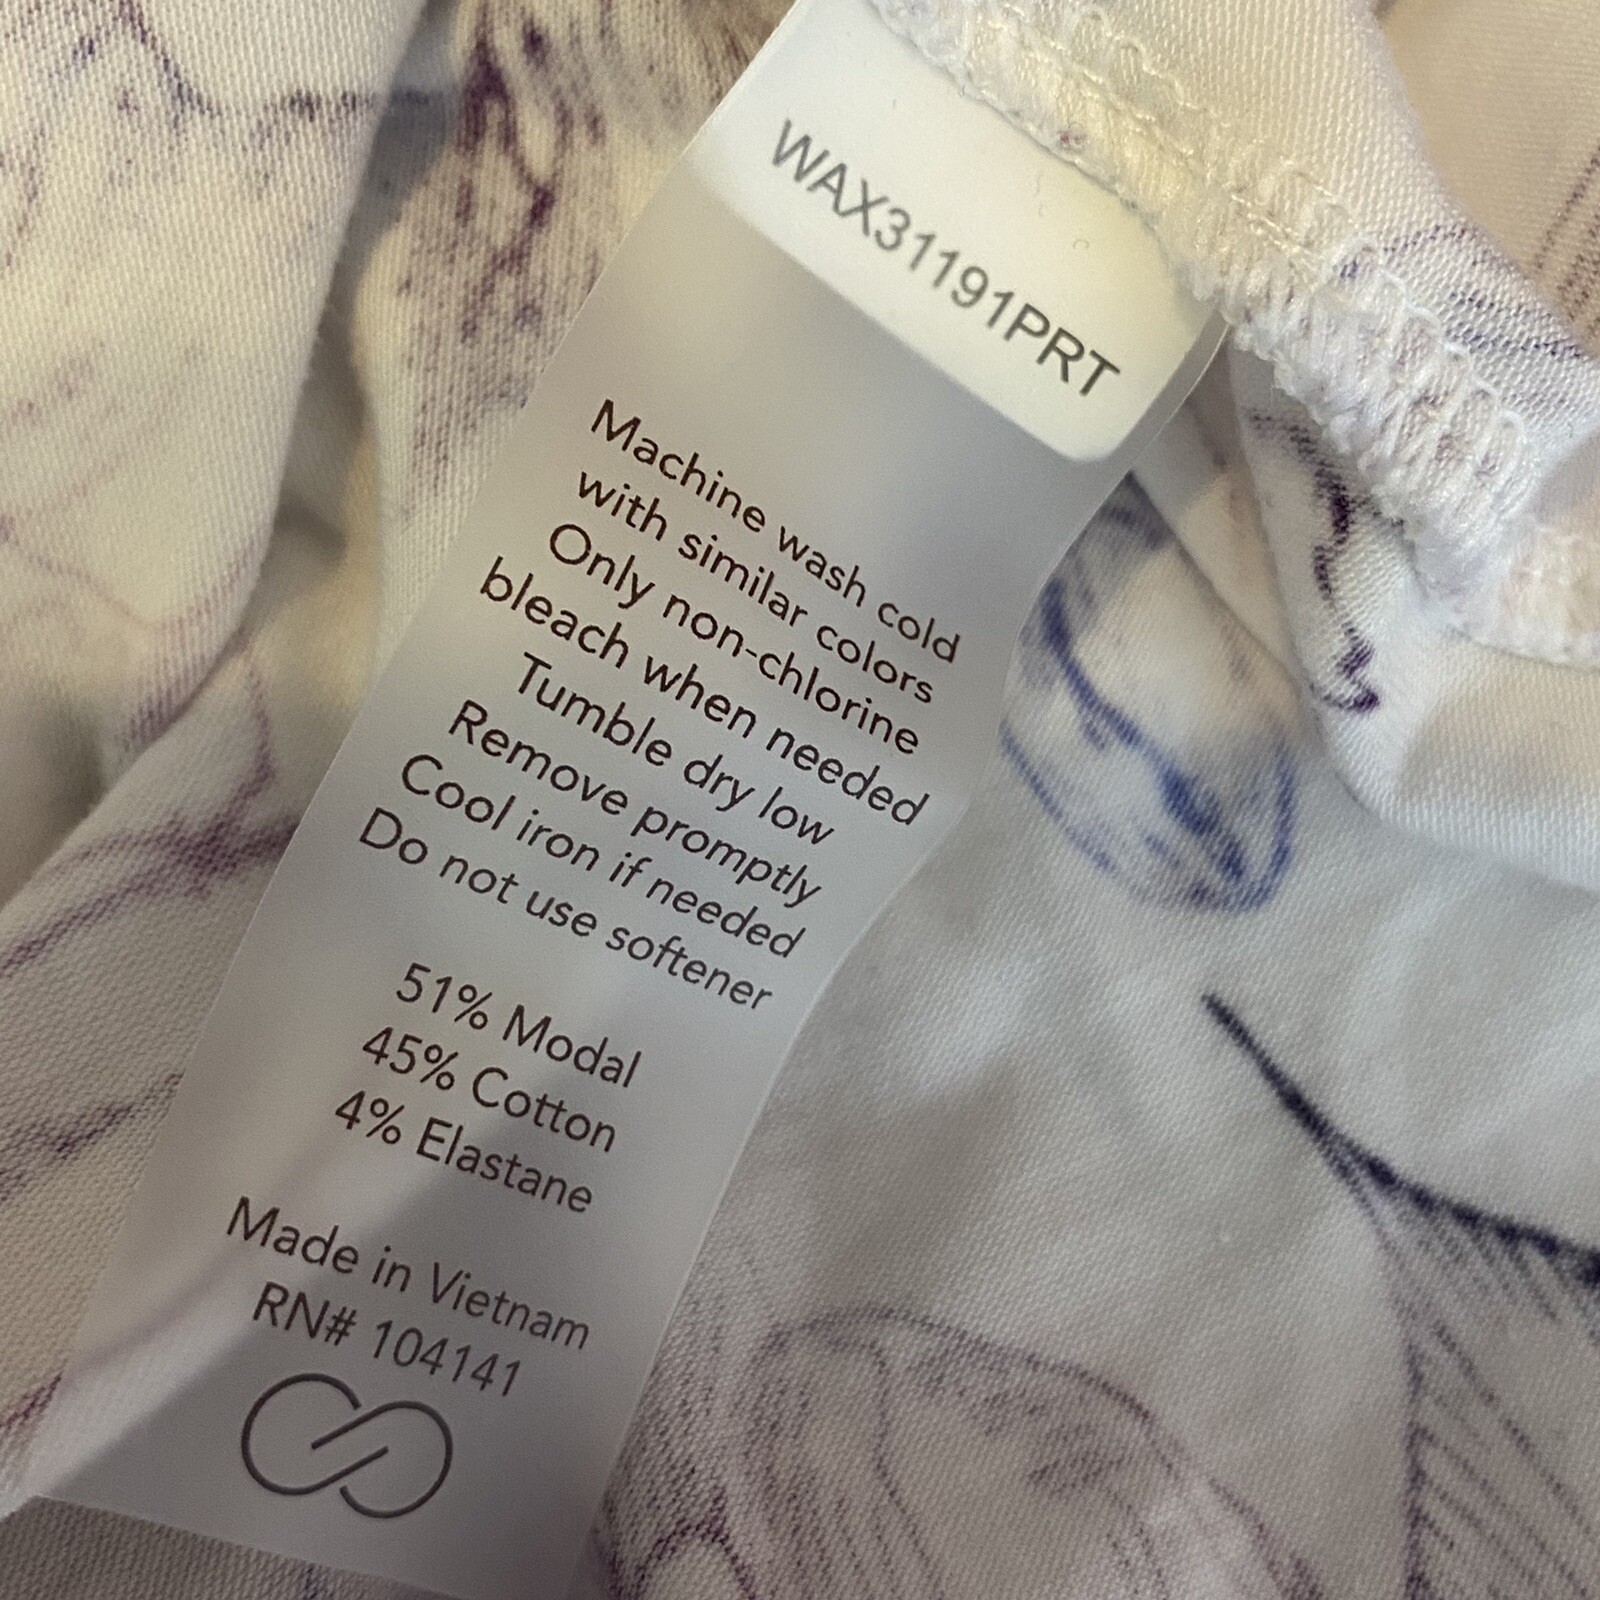 WAX31191PRT
Machine wash cold
with similar colors
Only non-chlorine
bleach when needed
Tumble dry low
Remove promptly
Cool iron if needed
Do not use softener
51% Modal
45% Cotton
4% Elastane
Made in Vietnam
RN# 104141